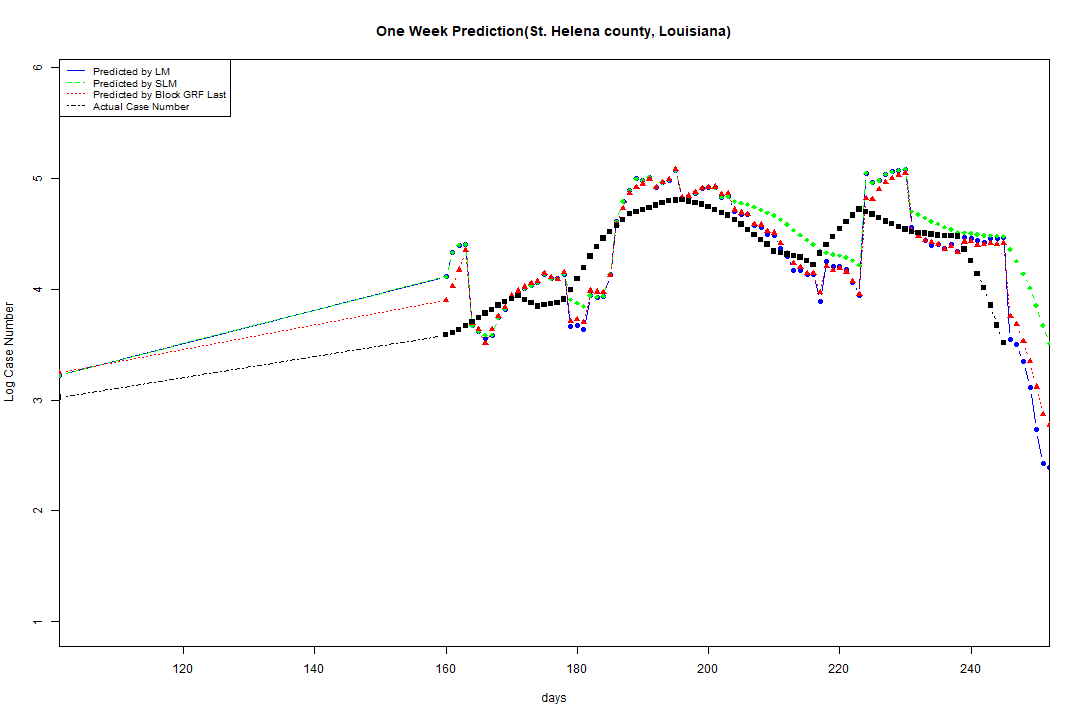 One Week Prediction(St. Helena county, Louisiana)
Predicted by LM
Predicted by SLM
Predicted by Block GRF Last
Actual Case Number
6
5
4
3
2
1
Log Case Number
120 140 160 180 200 220 240
days